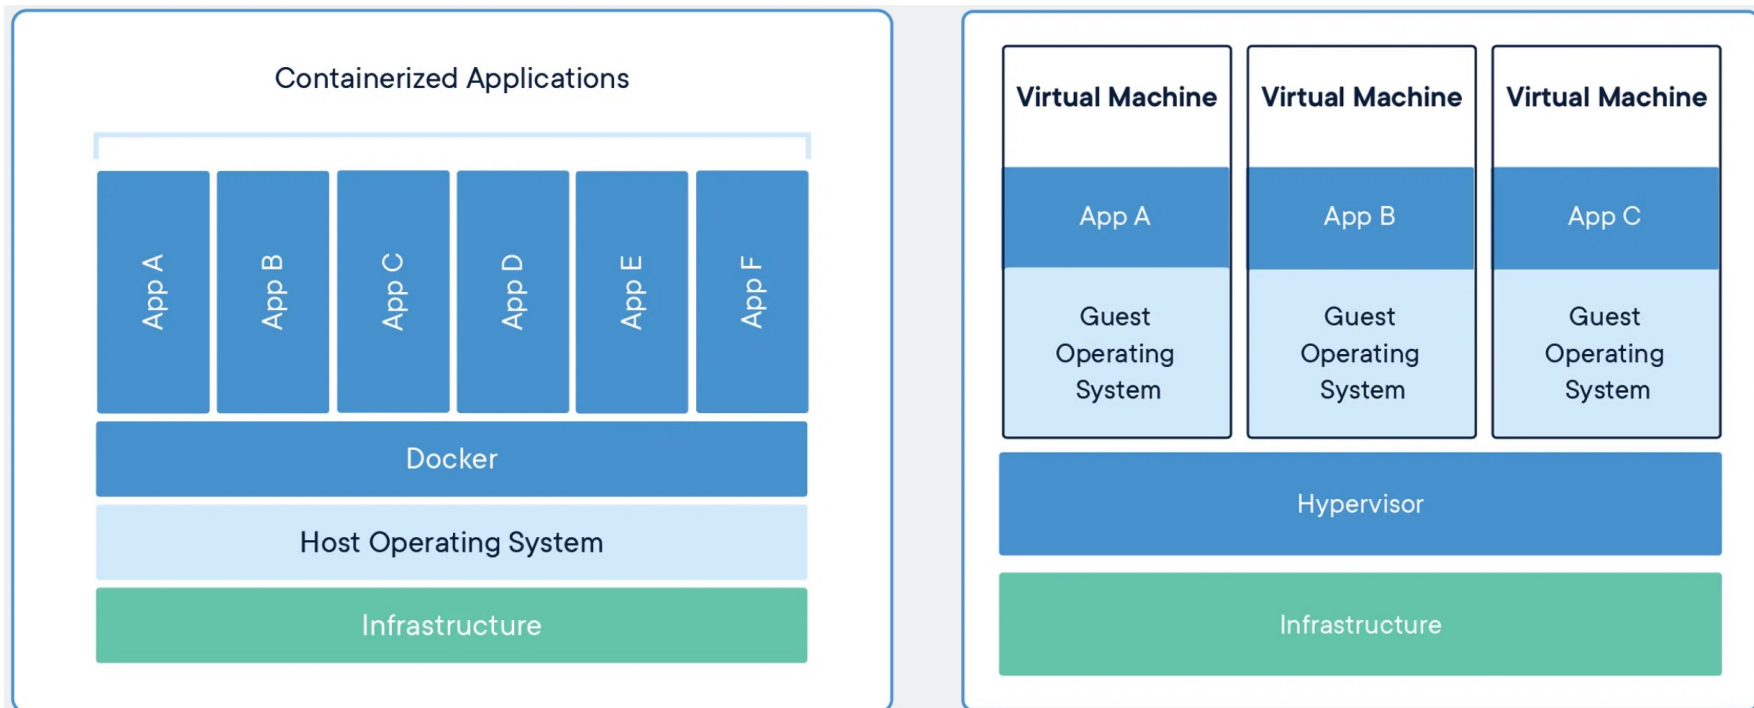 Containerized Applications
App A
App B
App C
App D
App E
App F
Docker
Host Operating System
Infrastructure
Virtual Machine
App A
Guest
Operating
System
Virtual Machine
App B
Guest
Operating
System
Virtual Machine
App C
Guest
Operating
System
Hypervisor
Infrastructure